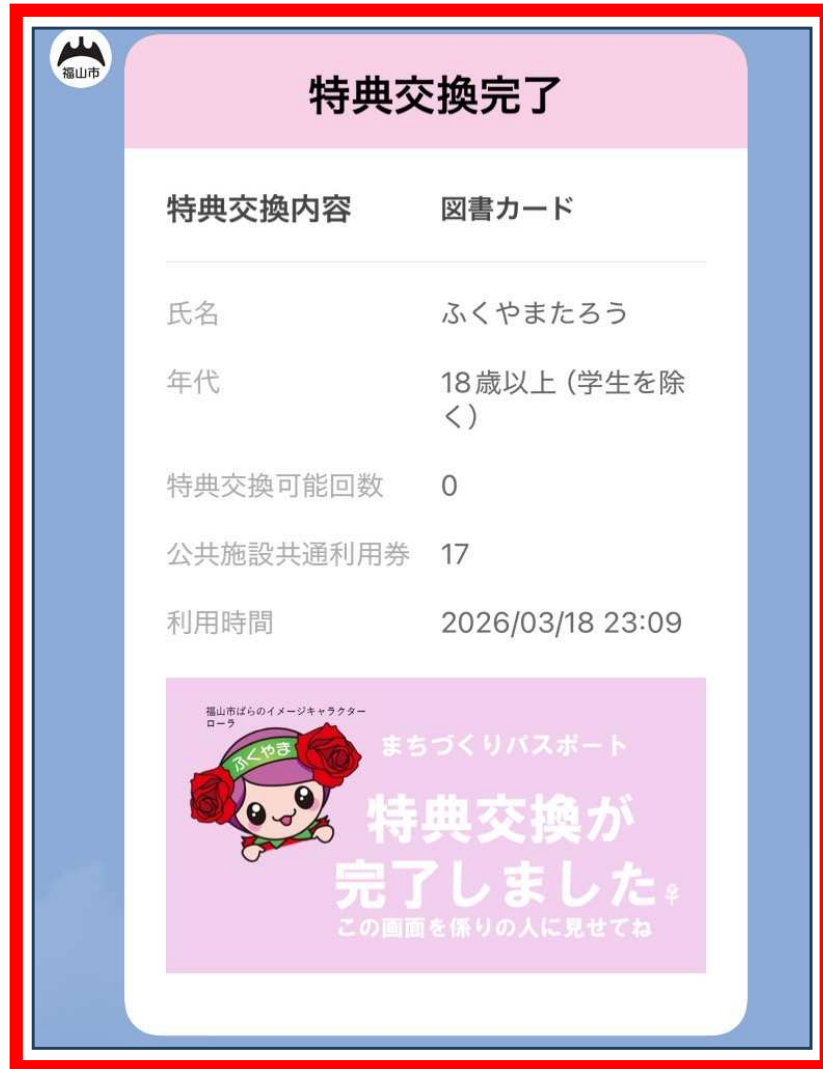 福山市
特典交換完了
特典交換内容 図書カード
氏名 ふくやまたろう
年代 18歳以上（学生を除
く）
特典交換可能回数 0
公共施設共通利用券 17
利用時間 2026/03/18 23:09
福山市ばらのイメージキャラクター
ローラ
ふくやま
まちづくりパスポート
特典交換が
完了しました
この画面を係りの人に見せてね